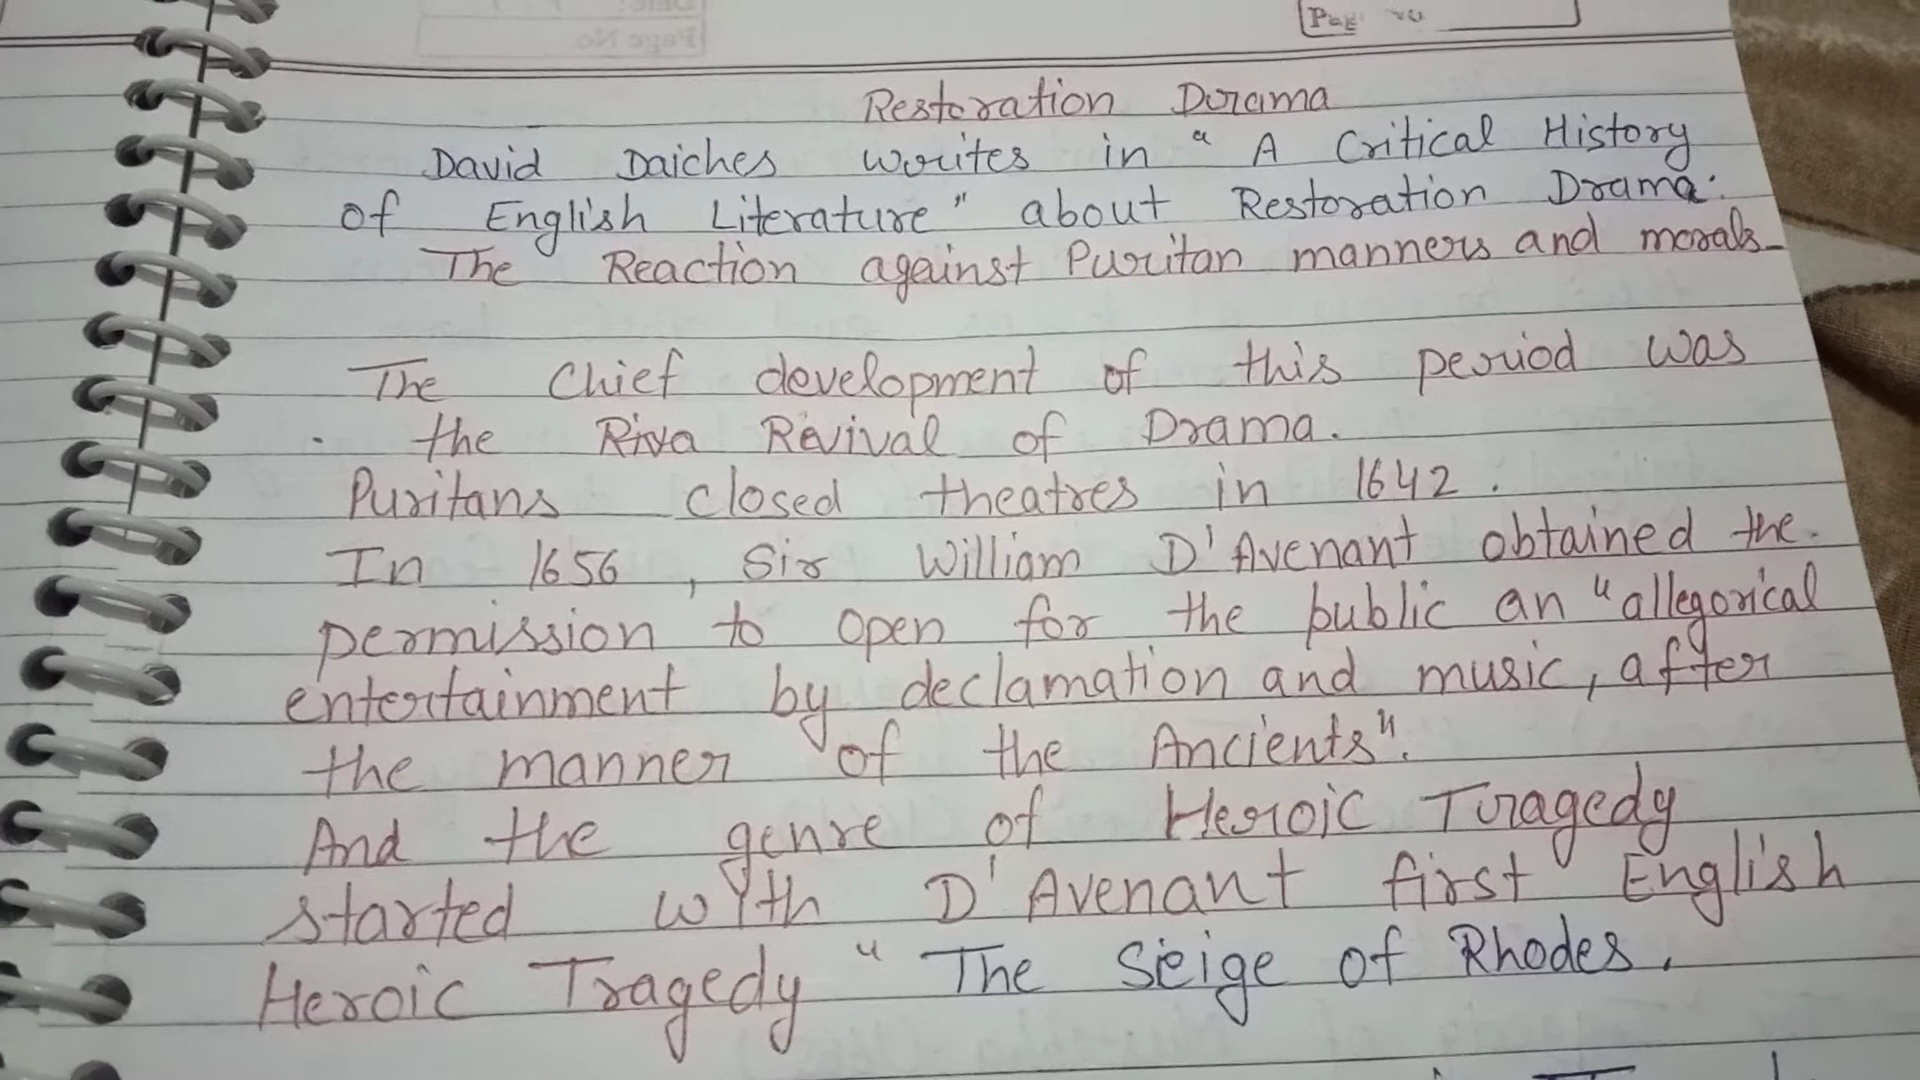 Restoration Drama
David Daiches writes in "A Critical History
of English Literature" about Restoration Drama.
The Reaction against Puritan manners and morals
The Chief development of this period was
the Riva Revival of Drama.
Puritans closed theatres in 1642.
In 1656, Sir William D'Avenant obtained the
permission to open for the public an "allegorical
entertainment by declamation and music, after
the manner of the Ancients".
And the genre of Heroic Tragedy
started with D'Avenant first English
Heroic Tragedy "The Seige of Rhodes.